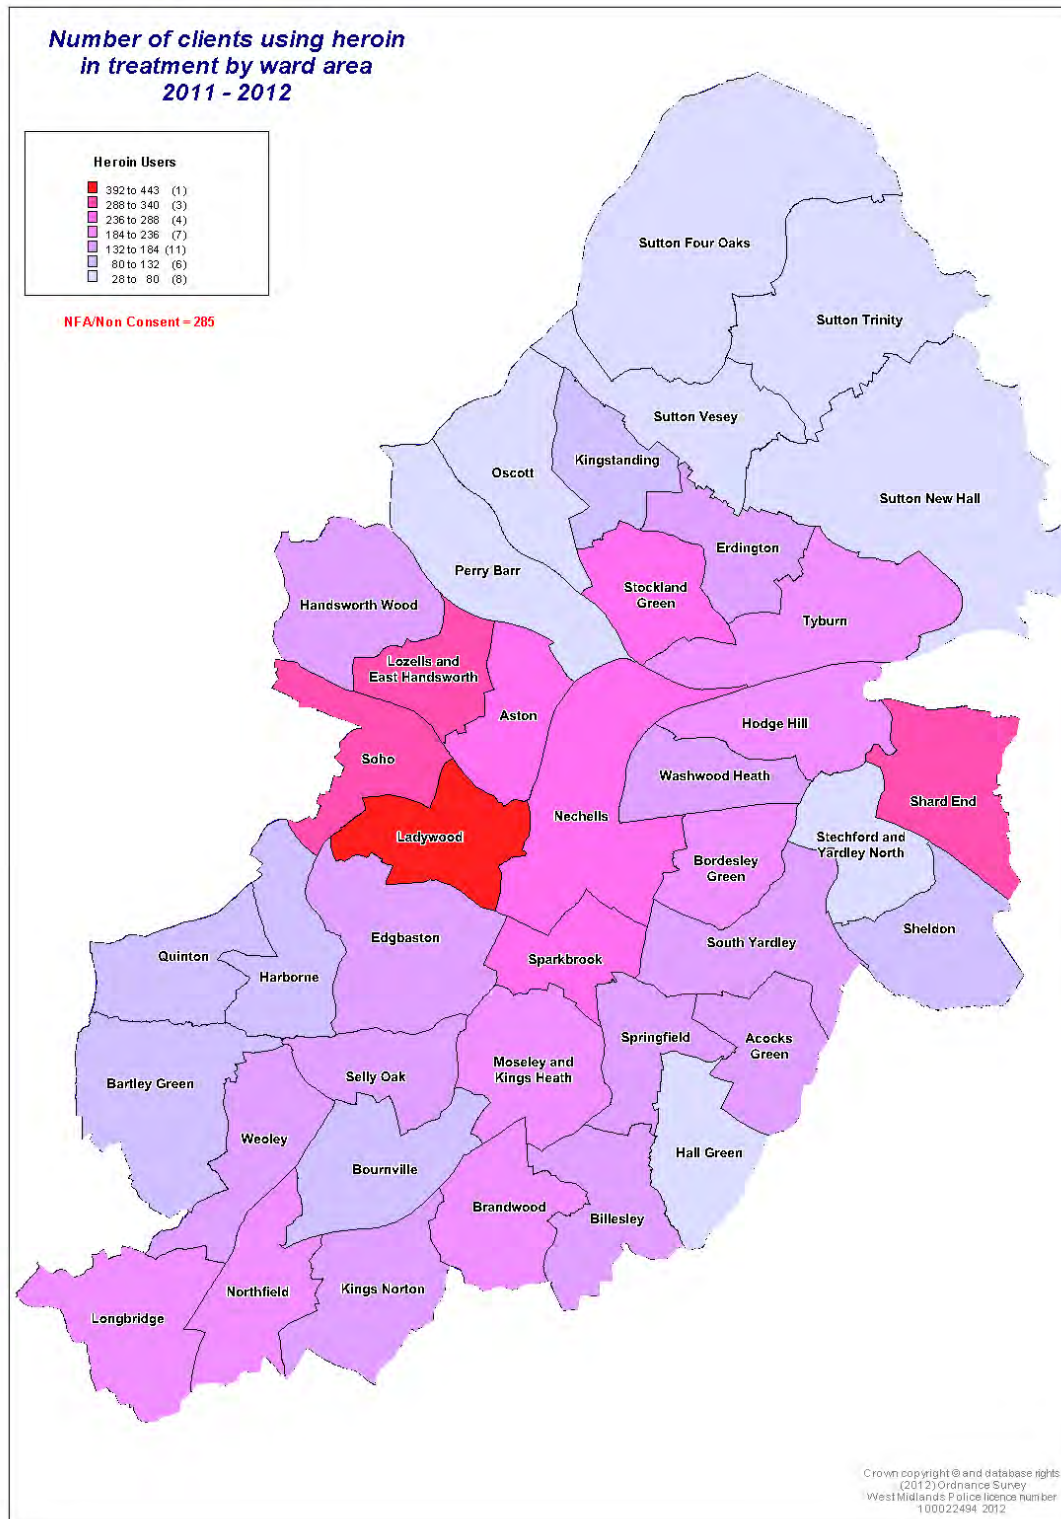 Number of clients using heroin
in treatment by ward area
2011 - 2012
Heroin Users
392 to 443 (1)
288 to 340 (3)
236 to 288 (4)
184 to 236 (7)
132 to 184 (11)
80 to 132 (6)
28 to 80 (8)
NFA/Non Consent = 285
Sutton Four Oaks
Sutton Trinity
Sutton Vesey
Kingstanding
Oscott
Sutton New Hall
Erdington
Perry Barr
Stockland
Green
Handsworth Wood
Tyburn
Lozells and
East Handsworth
Aston
Hodge Hill
Soho
Washwood Heath
Shard End
Nechells
Ladywood
Stechford and
Yardley North
Bordesley
Green
Sheldon
Edgbaston
South Yardley
Quinton
Sparkbrook
Harborne
Springfield
Acocks
Green
Moseley and
Kings Heath
Selly Oak
Bartley Green
Weoley
Hall Green
Bournville
Brandwood
Billesley
Northfield
Kings Norton
Longbridge
Crown copyright © and database rights
(2012) Ordnance Survey
West Midlands Police licence number
100022494 2012